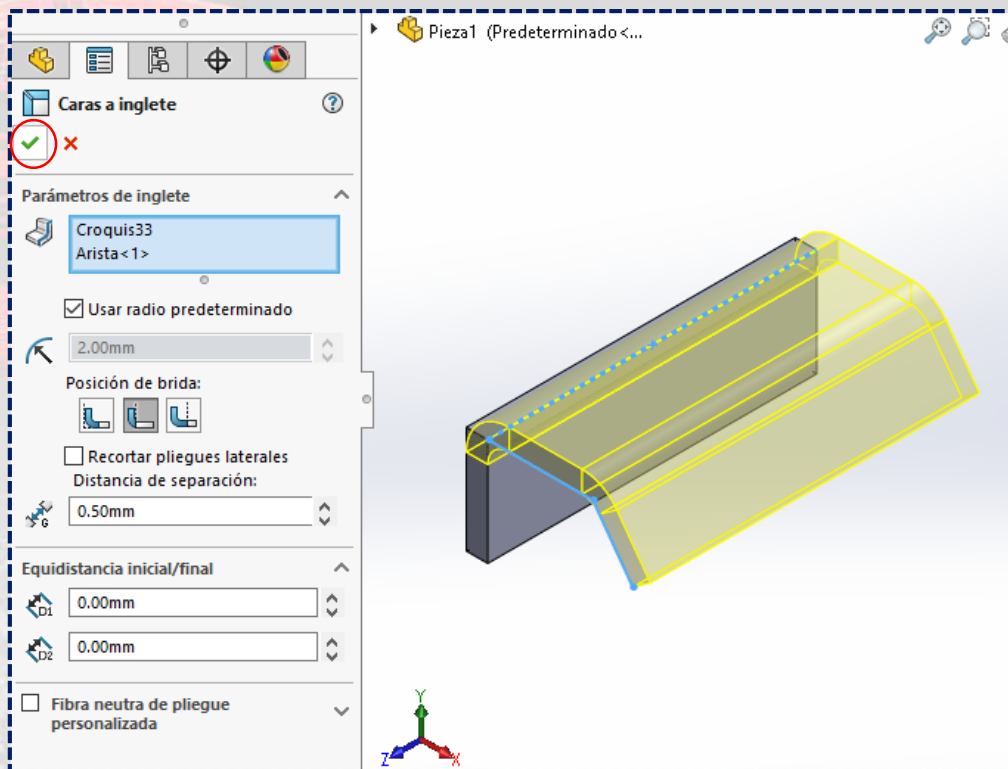 Pieza1 (Predeterminado<...
Caras a inglete
?
Parámetros de inglete
Croquis33
Arista<1>
Usar radio predeterminado
2.00mm
Posición de brida:
Recortar pliegues laterales
Distancia de separación:
G
0.50mm
Equidistancia inicial/final
D1
0.00mm
D2
0.00mm
Fibra neutra de pliegue
personalizada
Y
Z
X